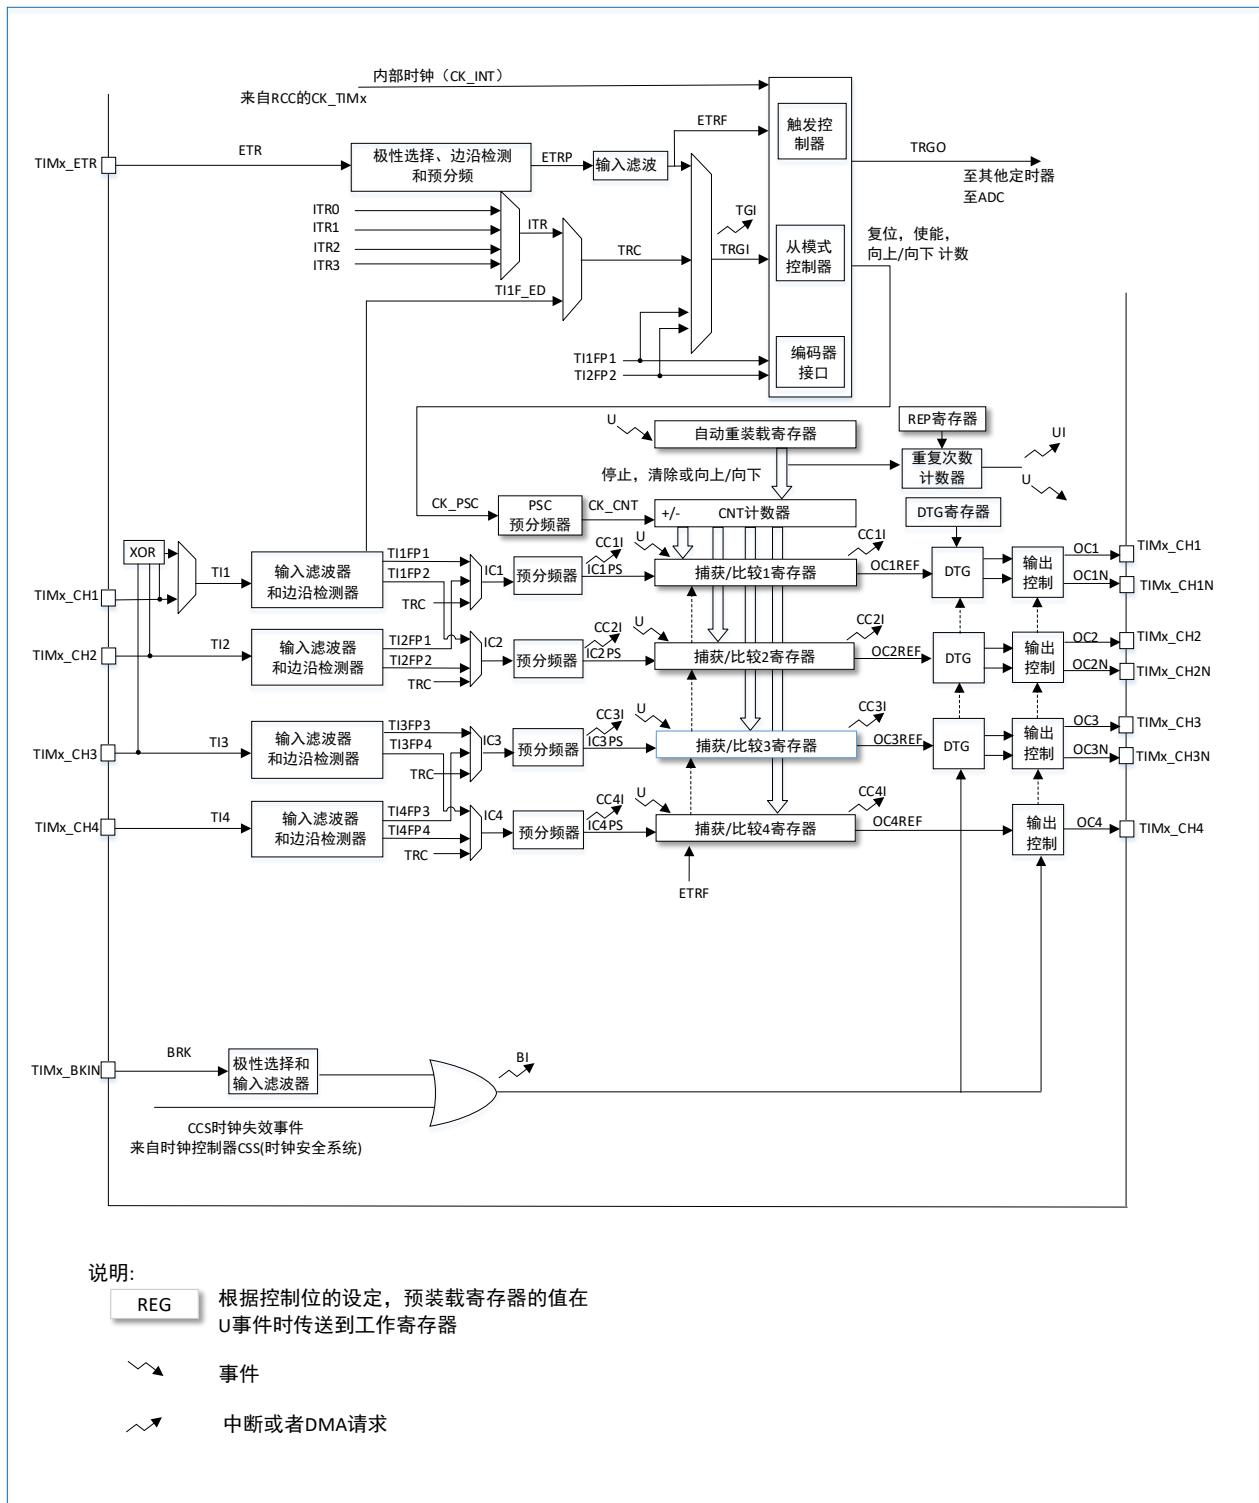 内部时钟（CK_INT）
来自RCC的CK_TIMx
TIMx_ETR
ETR
极性选择、边沿检测
和预分频
ETRP
输入滤波
ETRF
触发控
制器
TRGO
至其他定时器
至ADC
ITR0
ITR1
ITR2
ITR3
ITR
TRC
TI1F_ED
TGI
TRGI
从模式
控制器
复位，使能，
向上/向下 计数
TI1FP1
TI2FP2
编码器
接口
U
自动重装载寄存器
REP寄存器
重复次数
计数器
UI
U
停止，清除或向上/向下
CK_PSC
PSC
预分频器
CK_CNT
+/-
CNT计数器
DTG寄存器
XOR
TIMx_CH1
TI1
输入滤波器
和边沿检测器
TI1FP1
TI1FP2
TRC
IC1
预分频器
CC1I
IC1PS
U
捕获/比较1寄存器
CC1I
OC1REF
DTG
输出
控制
OC1
OC1N
TIMx_CH1
TIMx_CH1N
TIMx_CH2
TI2
输入滤波器
和边沿检测器
TI2FP1
TI2FP2
TRC
IC2
预分频器
CC2I
IC2PS
U
捕获/比较2寄存器
CC2I
OC2REF
DTG
输出
控制
OC2
OC2N
TIMx_CH2
TIMx_CH2N
TIMx_CH3
TI3
输入滤波器
和边沿检测器
TI3FP3
TI3FP4
TRC
IC3
预分频器
CC3I
IC3PS
U
捕获/比较3寄存器
CC3I
OC3REF
DTG
输出
控制
OC3
OC3N
TIMx_CH3
TIMx_CH3N
TIMx_CH4
TI4
输入滤波器
和边沿检测器
TI4FP3
TI4FP4
TRC
IC4
预分频器
CC4I
IC4PS
U
捕获/比较4寄存器
CC4I
OC4REF
输出
控制
OC4
TIMx_CH4
ETRF
TIMx_BKIN
BRK
极性选择和
输入滤波器
BI
CCS时钟失效事件
来自时钟控制器CSS(时钟安全系统)
说明:
REG
根据控制位的设定，预装载寄存器的值在
U事件时传送到工作寄存器
事件
中断或者DMA请求